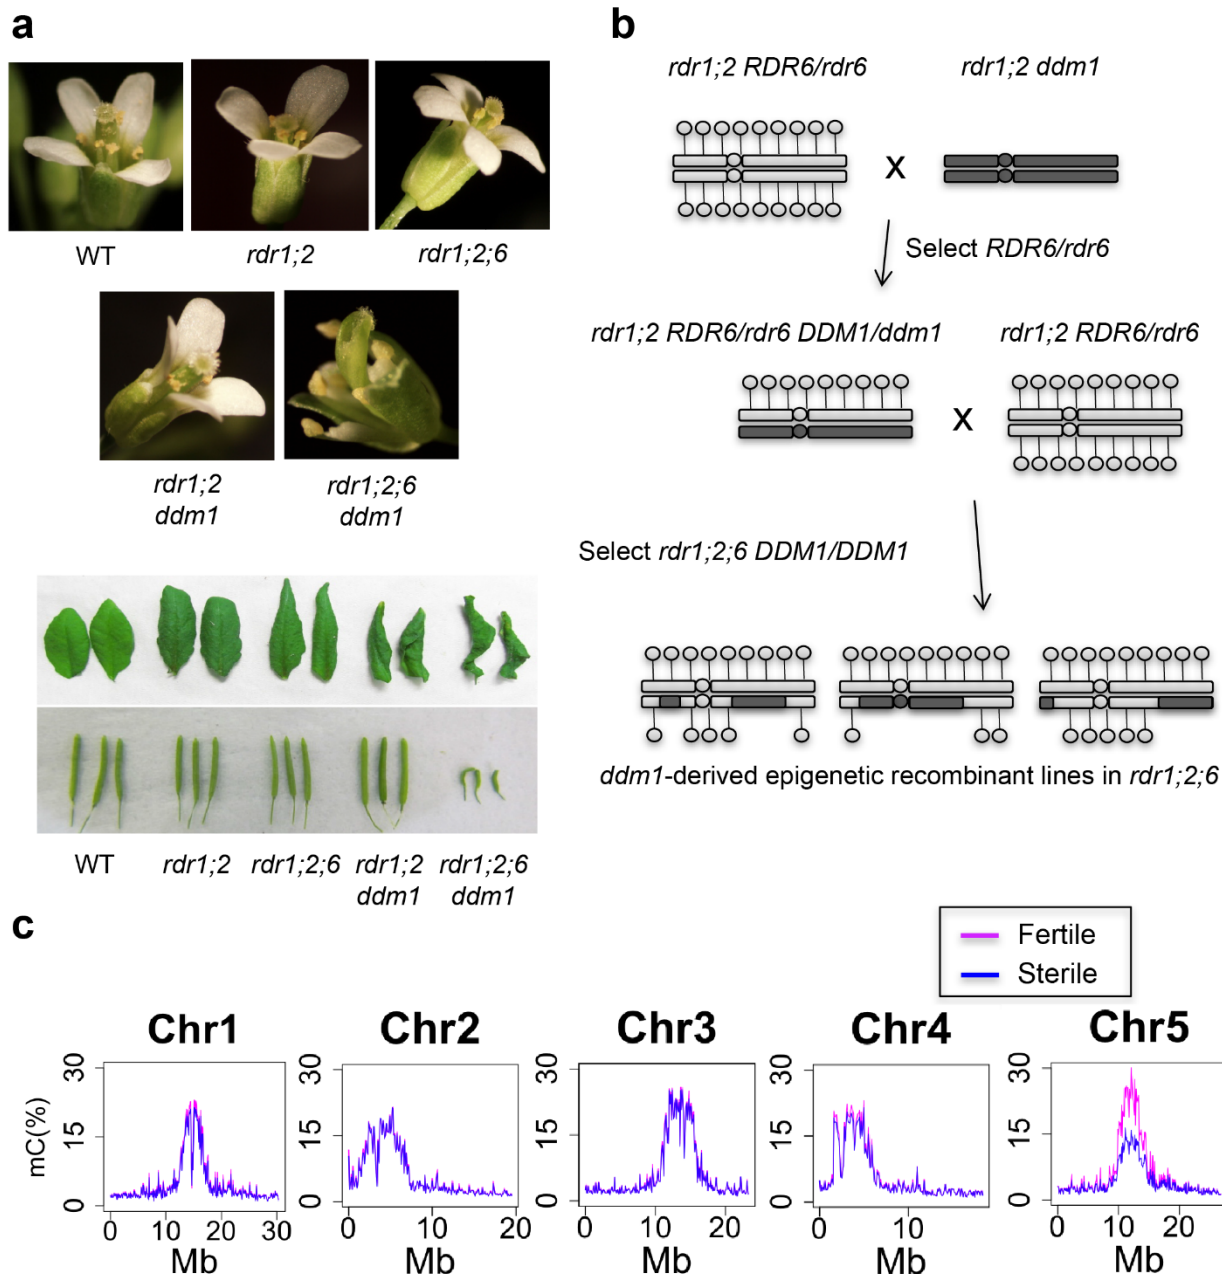 a
WT
rdr1;2
rdr1;2;6
rdr1;2
ddm1
rdr1;2;6
ddm1
WT
rdr1;2
rdr1;2;6
rdr1;2
ddm1
rdr1;2;6
ddm1
b
rdr1;2 RDR6/rdr6
rdr1;2 ddm1
X
Select RDR6/rdr6
rdr1;2 RDR6/rdr6 DDM1/ddm1
rdr1;2 RDR6/rdr6
X
Select rdr1;2;6 DDM1/DDM1
ddm1-derived epigenetic recombinant lines in rdr1;2;6
c
Fertile
Sterile
Chr1
Chr2
Chr3
Chr4
Chr5
mC(%)
30
15
0
0 10 20 30
Mb
30
15
0
0 10 20
Mb
30
15
0
0 10 20
Mb
30
15
0
0 10
Mb
30
15
0
0 10 20
Mb